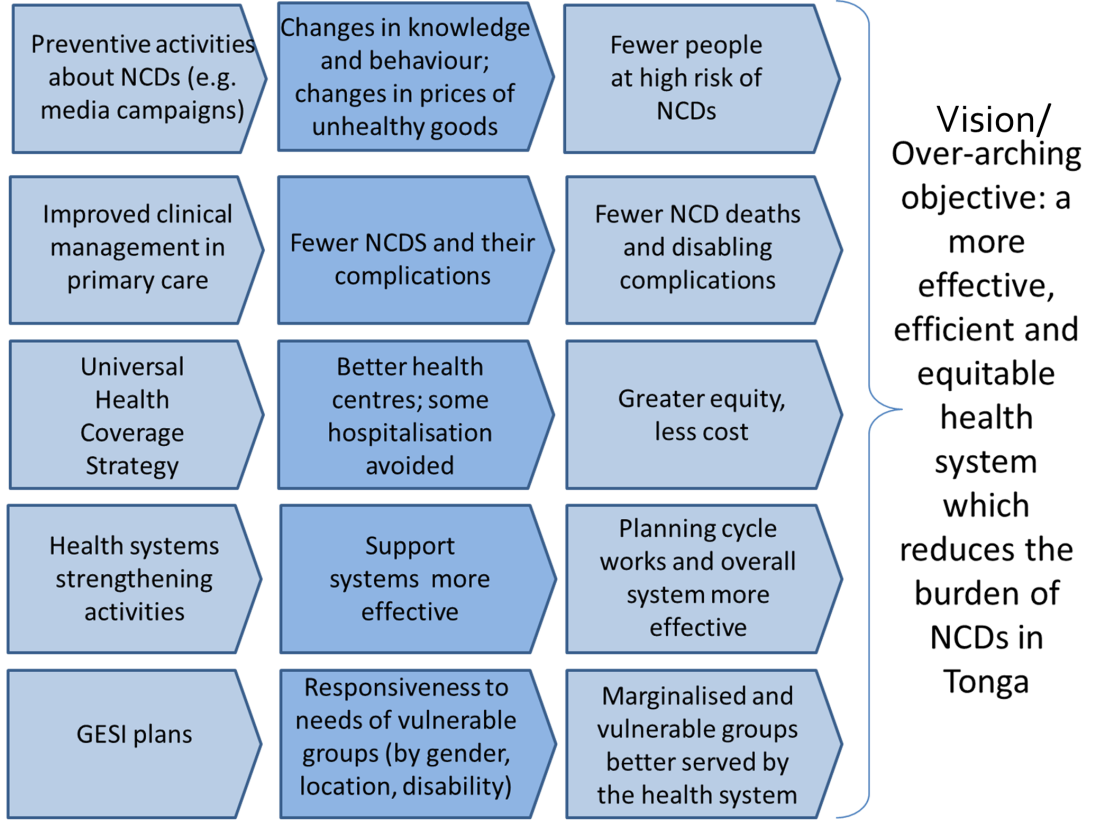 Preventive activities
about NCDs (e.g.
media campaigns)
Changes in knowledge
and behaviour;
changes in prices of
unhealthy goods
Fewer people
at high risk of
NCDs
Improved clinical
management in
primary care
Fewer NCDS and their
complications
Fewer NCD deaths
and disabling
complications
Universal
Health
Coverage
Strategy
Better health
centres; some
hospitalisation
avoided
Greater equity,
less cost
Health systems
strengthening
activities
Support
systems more
effective
Planning cycle
works and overall
system more
effective
GESI plans
Responsiveness to
needs of vulnerable
groups (by gender,
location, disability)
Marginalised and
vulnerable groups
better served by
the health system
Vision/
Over-arching
objective: a
more
effective,
efficient and
equitable
health
system
which
reduces the
burden of
NCDs in
Tonga